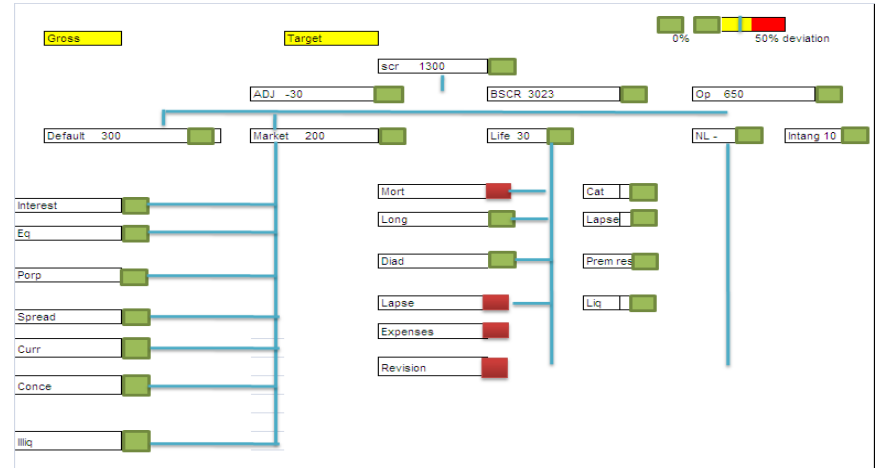 Gross
Target
0%
50% deviation
scr 1300
ADJ -30
BSCR 3023
Op 650
Default 300
Market 200
Life 30
NL -
Intang 10
Mort
Cat
Interest
Long
Lapse
Eq
Diad
Prem res
Porp
Lapse
Liq
Spread
Expenses
Curr
Revision
Conce
Illiq